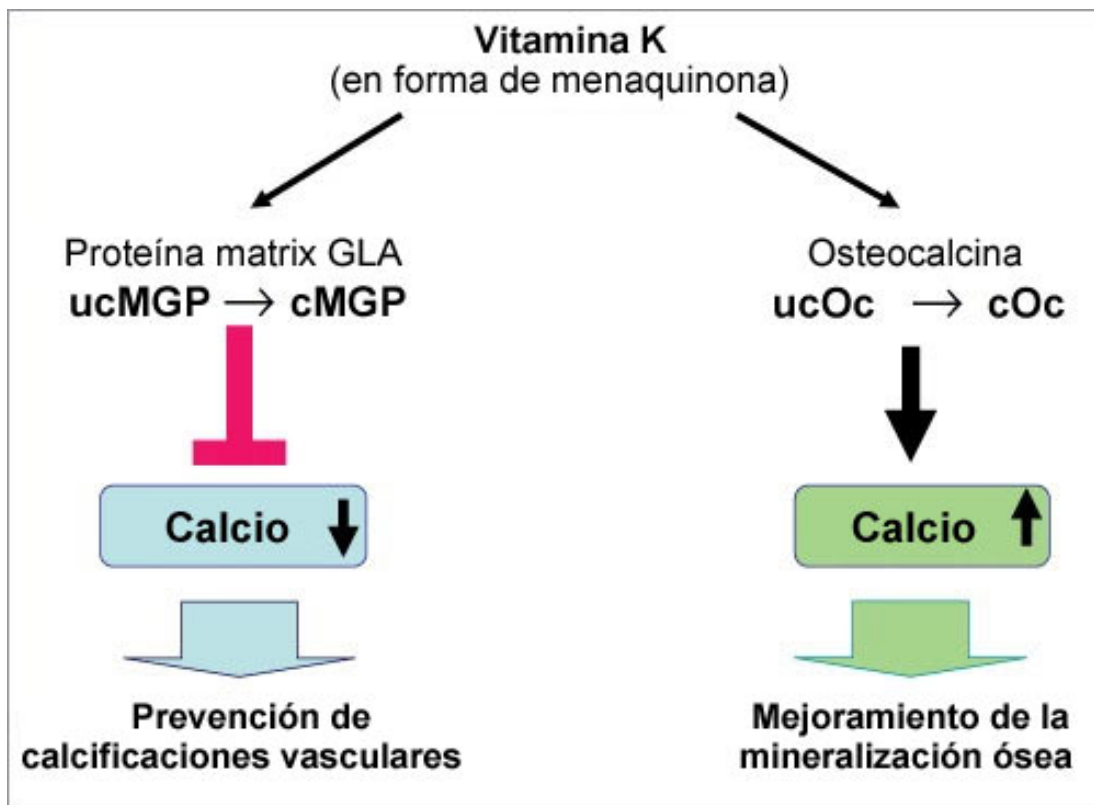 Vitamina K
(en forma de menaquinona)
Proteína matrix GLA
ucMGP → cMGP
Calcio
Prevención de
calcificaciones vasculares
Osteocalcina
ucOc → cOc
Calcio
Mejoramiento de la
mineralización ósea